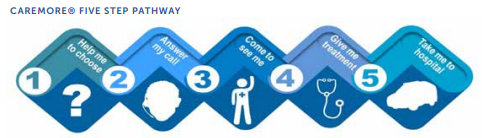 CAREMORE® FIVE STEP PATHWAY
1
Help me
to choose
?
2
Answer
my call
3
Come to
see me
4
Give me
treatment
5
Take me to
hospital